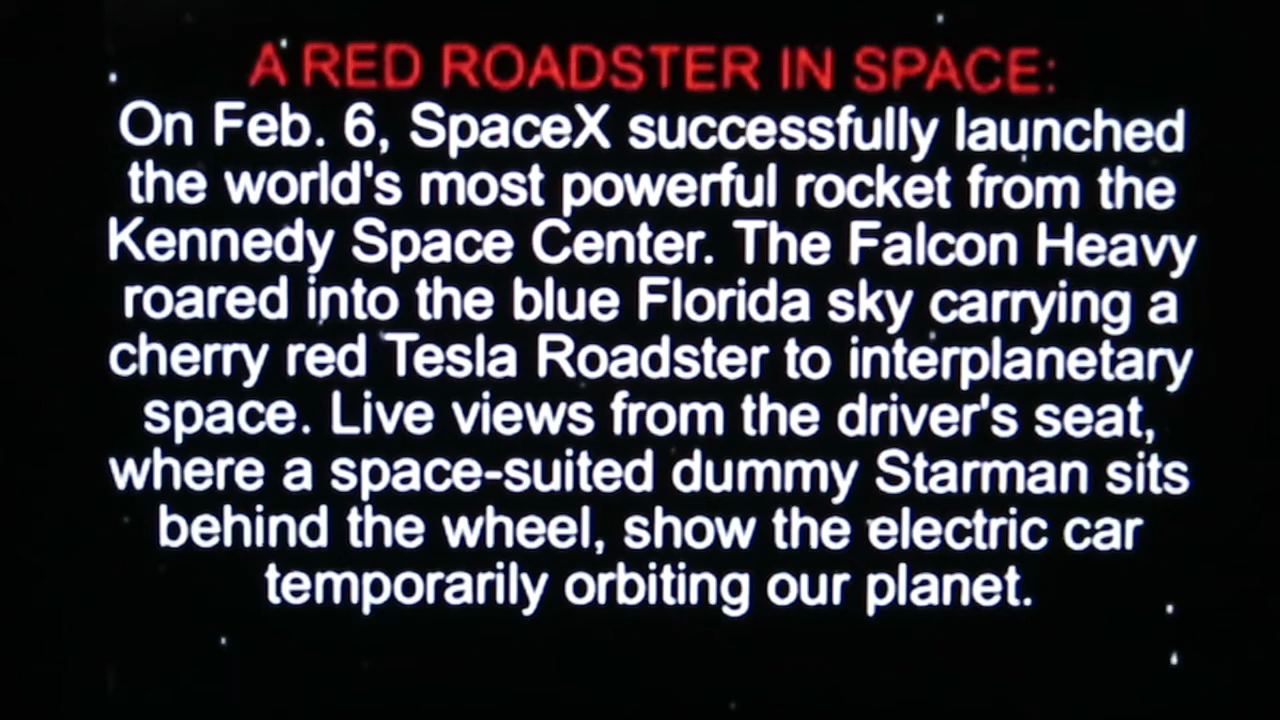 A RED ROADSTER IN SPACE:
On Feb. 6, SpaceX successfully launched
the world's most powerful rocket from the
Kennedy Space Center. The Falcon Heavy
roared into the blue Florida sky carrying a
cherry red Tesla Roadster to interplanetary
space. Live views from the driver's seat,
where a space-suited dummy Starman sits
behind the wheel, show the electric car
temporarily orbiting our planet.